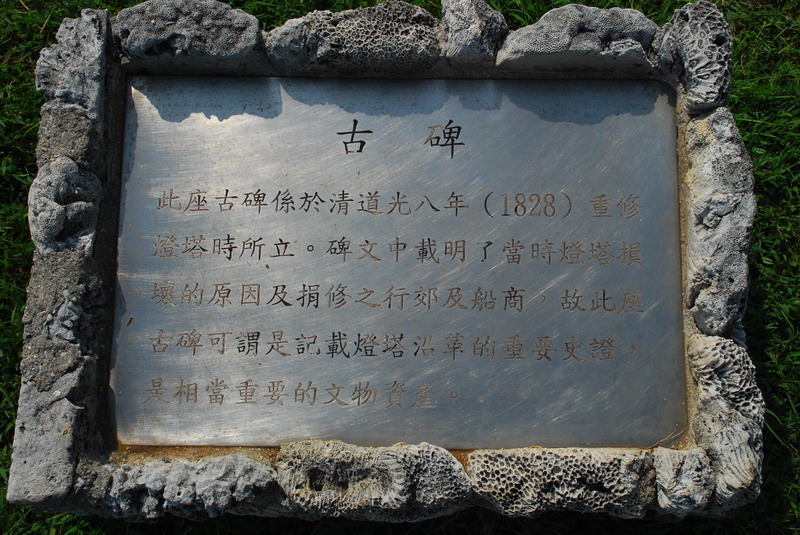 古碑
此座古碑係於清道光八年（1828）重修
燈塔時所立。碑文中載明了當時燈塔損
壞的原因及捐修之行郊及船商，故此座
古碑可謂是記載燈塔沿革的重要史證，
是相當重要的文物資產。